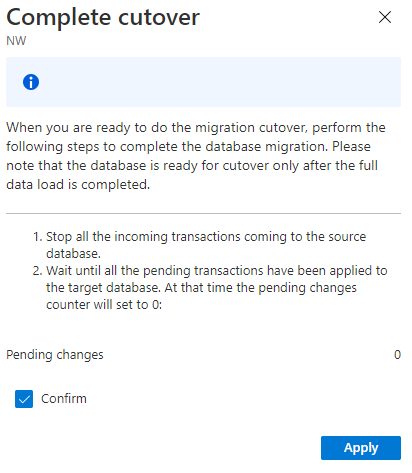 Complete cutover
NW
When you are ready to do the migration cutover, perform the
following steps to complete the database migration. Please
note that the database is ready for cutover only after the full
data load is completed.
1. Stop all the incoming transactions coming to the source
database.
2. Wait until all the pending transactions have been applied to
the target database. At that time the pending changes
counter will set to 0:
Pending changes 0
Confirm
Apply